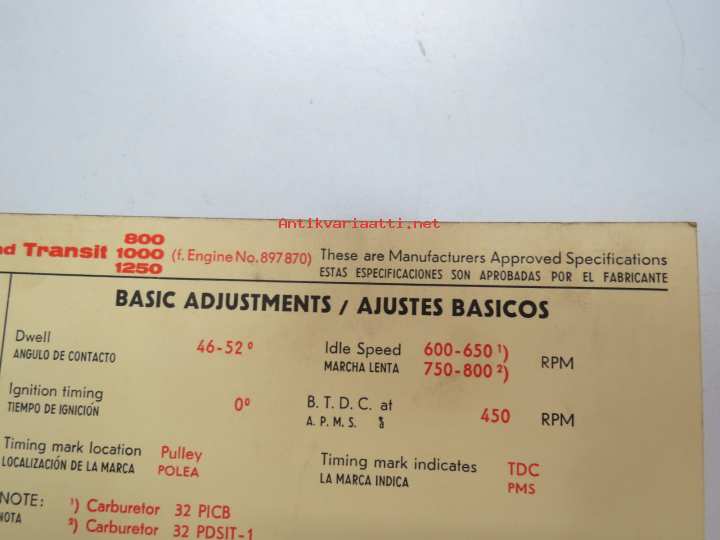 Antikvariaatti.net
800
Transit 1000 (f. Engine No. 897870) These are Manufacturers Approved Specifications
1250 ESTAS ESPECIFICACIONES SON APROBADAS POR EL FABRICANTE
BASIC ADJUSTMENTS / AJUSTES BASICOS
Dwell 46-52° Idle Speed 600-650 ¹) RPM
ANGULO DE CONTACTO MARCHA LENTA 750-800 ²)
Ignition timing 0° B. T. D. C. at 450 RPM
TIEMPO DE IGNICIÓN A. P. M. S. á
Timing mark location Pulley Timing mark indicates TDC
LOCALIZACIÓN DE LA MARCA POLEA LA MARCA INDICA PMS
NOTE: ¹) Carburetor 32 PICB
NOTA ²) Carburetor 32 PDSIT-1